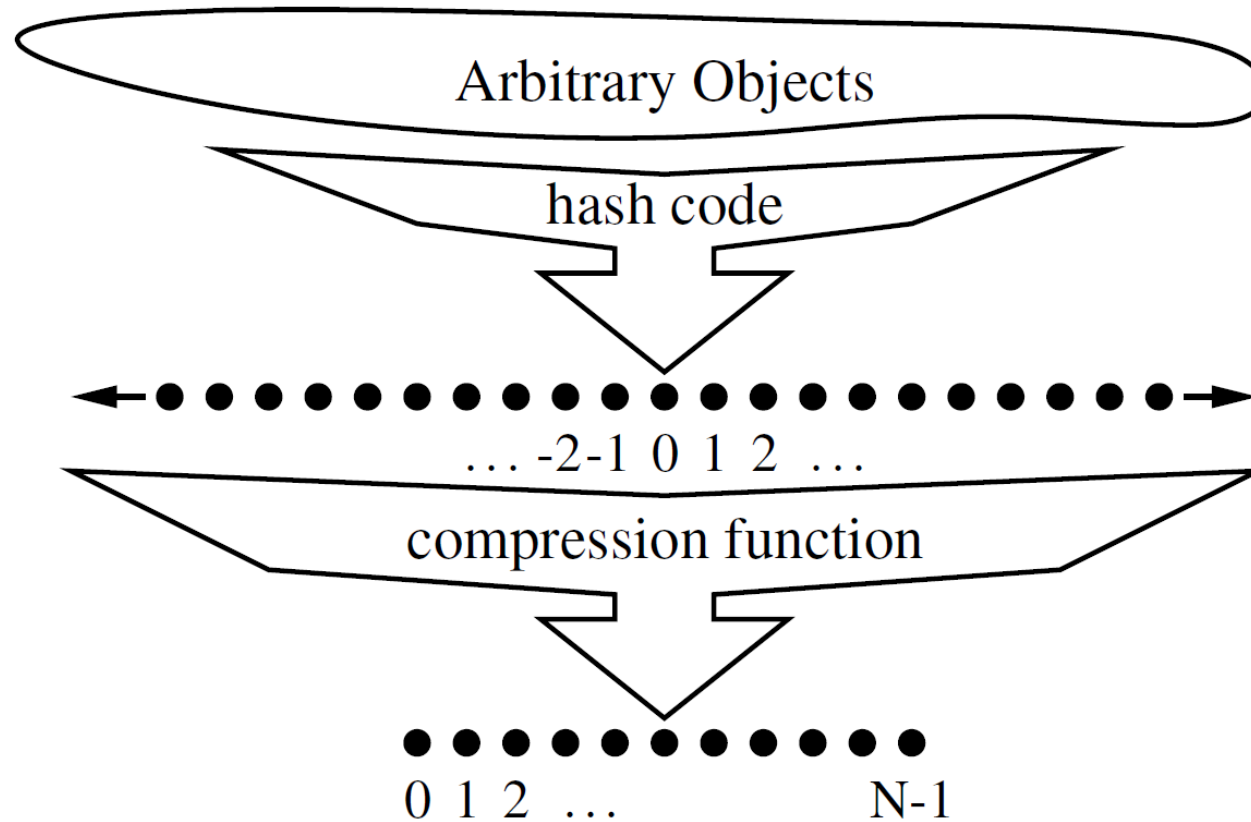 Arbitrary Objects
hash code
... -2 -1 0 1 2 ...
compression function
0 1 2 ... N-1